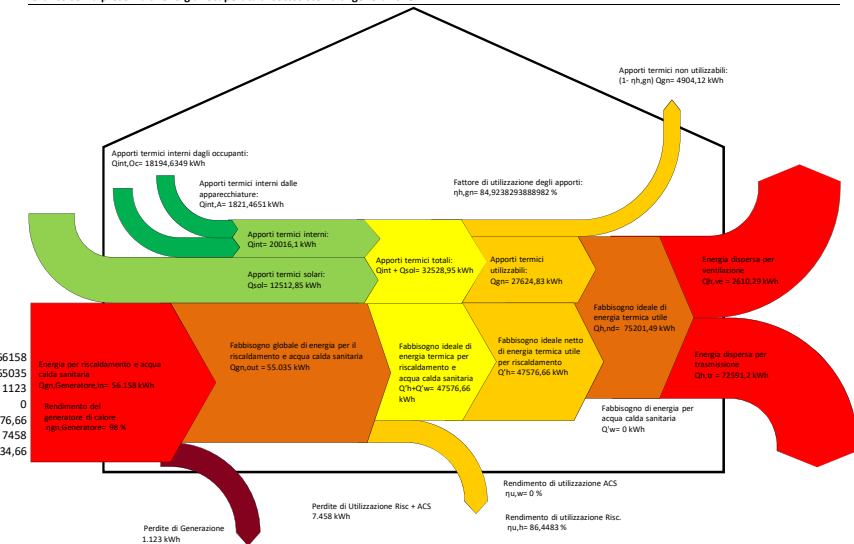 Apporti termici non utilizzabili:
(1- ηh,gn) Qgn= 4904,12 kWh
Apporti termici interni dagli occupanti:
Qint,Oc= 18194,6349 kWh
Apporti termici interni dalle
apparecchiature:
Qint,A= 1821,4651 kWh
Fattore di utilizzazione degli apporti:
ηh,gn= 84,9238293888982 %
Apporti termici interni:
Qint= 20016,1 kWh
Apporti termici totali:
Qint + Qsol= 32528,95 kWh
Apporti termici
utilizzabili:
Qgn= 27624,83 kWh
Energia dispersa per
ventilazione
Qh,ve = 2610,29 kWh
Apporti termici solari:
Qsol= 12512,85 kWh
Fabbisogno ideale di
energia termica utile
Qh,nd= 75201,49 kWh
Fabbisogno globale di energia per il
riscaldamento e acqua calda sanitaria
Qgn,out = 55.035 kWh
Fabbisogno ideale di
energia termica per
riscaldamento e
acqua calda sanitaria
Q'h+Q'w= 47576,66
kWh
Fabbisogno ideale netto
di energia termica utile
per riscaldamento
Q'h= 47576,66 kWh
Energia dispersa per
trasmissione
Qh,tr = 72591,2 kWh
56158
55035
1123
0
76,66
7458
34,66
Energia per riscaldamento e acqua
calda sanitaria
Qgn,Generatore,in= 56.158 kWh
Rendimento del
generatore di calore
ηgn,Generatore= 98 %
Fabbisogno di energia per
acqua calda sanitaria
Q'w= 0 kWh
Rendimento di utilizzazione ACS
ηu,w= 0 %
Perdite di Utilizzazione Risc + ACS
7.458 kWh
Rendimento di utilizzazione Risc.
ηu,h= 86,4483 %
Perdite di Generazione
1.123 kWh